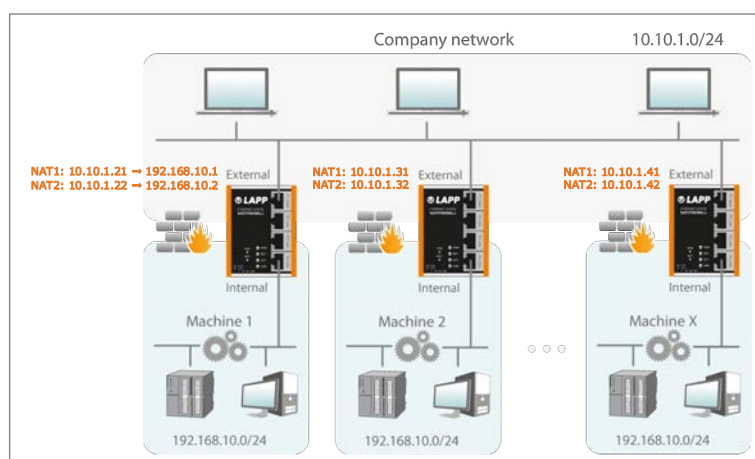 Company network
10.10.1.0/24
NAT1: 10.10.1.21 ➞ 192.168.10.1
NAT2: 10.10.1.22 ➞ 192.168.10.2
External
NAT1: 10.10.1.31
NAT2: 10.10.1.32
External
NAT1: 10.10.1.41
NAT2: 10.10.1.42
External
LAPP
LAPP
LAPP
Internal
Internal
Internal
Machine 1
Machine 2
Machine X
192.168.10.0/24
192.168.10.0/24
192.168.10.0/24